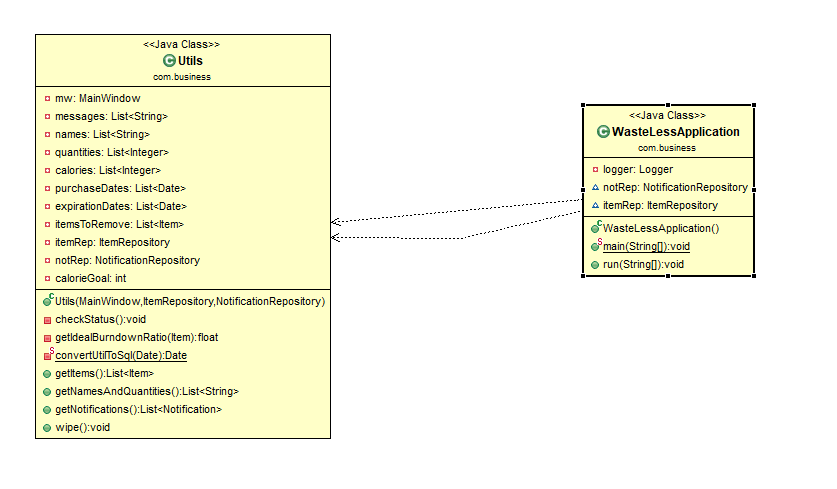 <<Java Class>>
Utils
com.business
mw: MainWindow
messages: List<String>
names: List<String>
quantities: List<Integer>
calories: List<Integer>
purchaseDates: List<Date>
expirationDates: List<Date>
itemsToRemove: List<Item>
itemRep: ItemRepository
notRep: NotificationRepository
calorieGoal: int
Utils(MainWindow,ItemRepository,NotificationRepository)
checkStatus():void
getIdealBurndownRatio(Item):float
convertUtilToSql(Date):Date
getItems():List<Item>
getNamesAndQuantities():List<String>
getNotifications():List<Notification>
wipe():void
<<Java Class>>
WasteLessApplication
com.business
logger: Logger
notRep: NotificationRepository
itemRep: ItemRepository
WasteLessApplication()
main(String[]):void
run(String[]):void